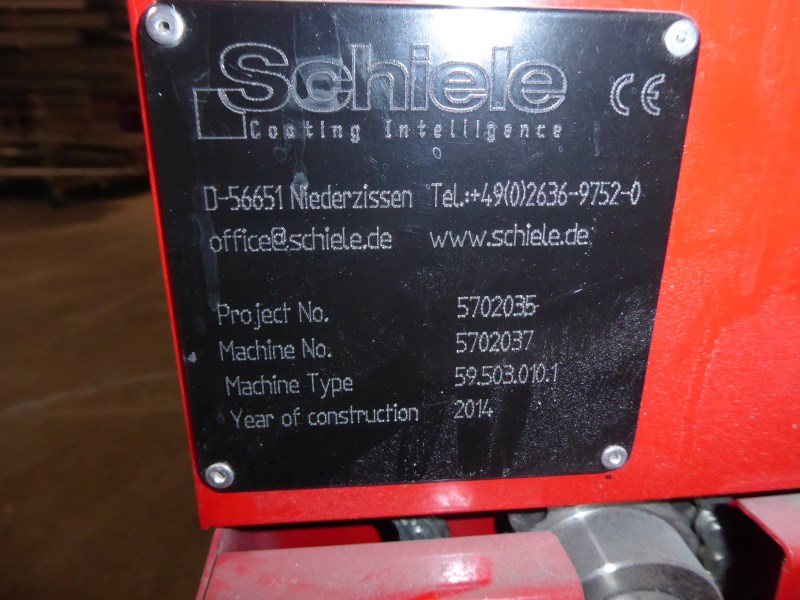 Schiele
CE
Coating Intelligence
D-56651 Niederzissen Tel.:+49(0)2636-9752-0
office@schiele.de www.schiele.de
Project No. 5702035
Machine No. 5702037
Machine Type 59.503.010.1
Year of construction 2014